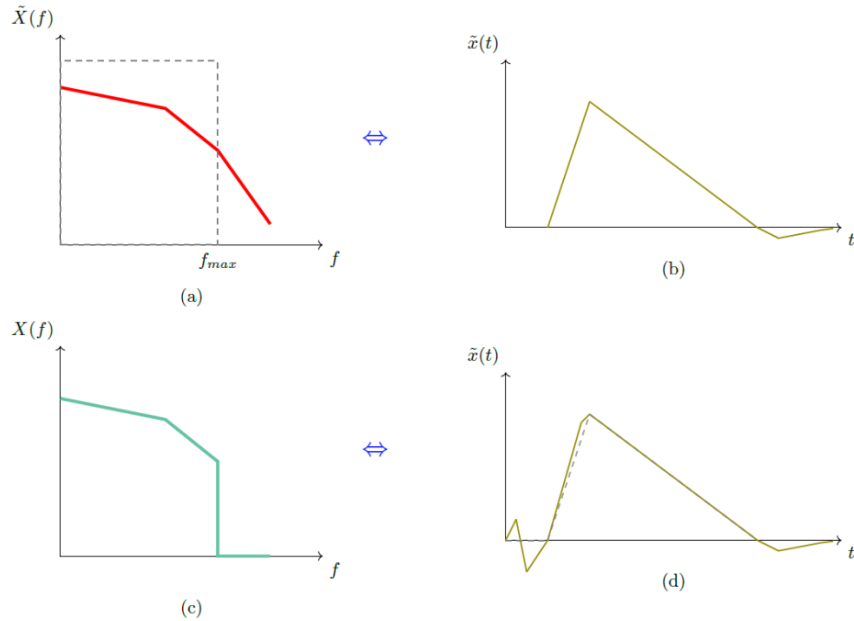 X̃(f)
f_max
f
(a)
⇔
x̃(t)
t
(b)
X(f)
f
(c)
⇔
x̃(t)
t
(d)